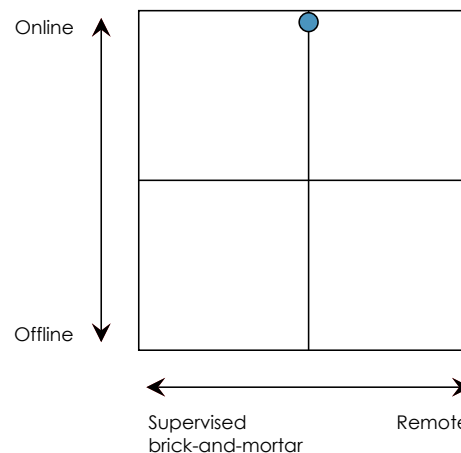 Online
Offline
Supervised
brick-and-mortar
Remote